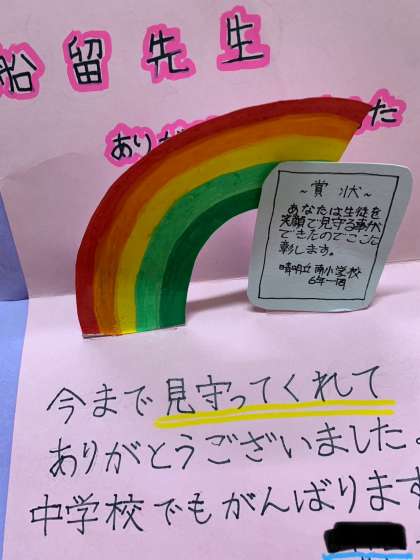 船留先生
ありが
た
～賞状～
あなたは生徒を
笑顔で見守る事が
できたのでここに
彰します。
晴明立南小学校
6年一同
今まで見守ってくれて
ありがとうございました。
中学校でもがんばります